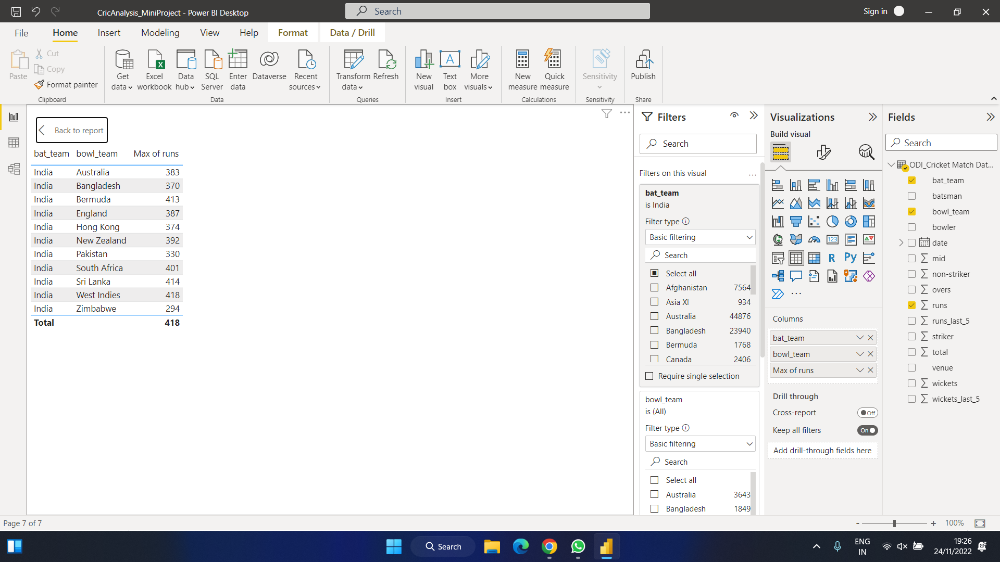 CricAnalysis_MiniProject - Power BI Desktop
Search
Sign in
File Home Insert Modeling View Help Format Data / Drill
Paste
Cut
Copy
Format painter
Clipboard
Get data
Excel workbook
Data hub
SQL Server
Enter data
Dataverse
Recent sources
Data
Transform data
Refresh
Queries
New visual
Text box
More visuals
Insert
New measure
Quick measure
Calculations
Sensitivity
Sensitivity
Publish
Share
Back to report
bat_team bowl_team Max of runs
India Australia 383
India Bangladesh 370
India Bermuda 413
India England 387
India Hong Kong 374
India New Zealand 392
India Pakistan 330
India South Africa 401
India Sri Lanka 414
India West Indies 418
India Zimbabwe 294
Total 418
Filters
Search
Filters on this visual ...
bat_team
is India
Filter type
Basic filtering
Search
Select all
Afghanistan 7564
Asia XI 934
Australia 44876
Bangladesh 23940
Bermuda 1768
Canada 2406
Require single selection
bowl_team
is (All)
Filter type
Basic filtering
Search
Select all
Australia 3643
Bangladesh 1849
Visualizations
Build visual
123
R
Py
...
Columns
bat_team
bowl_team
Max of runs
Drill through
Cross-report Off
Keep all filters On
Add drill-through fields here
Fields
Search
ODI_Cricket Match Dat...
bat_team
batsman
bowl_team
bowler
date
mid
non-striker
overs
runs
runs_last_5
striker
total
venue
wickets
wickets_last_5
Page 7 of 7
- + 100%
Search
ENG
IN
19:26
24/11/2022